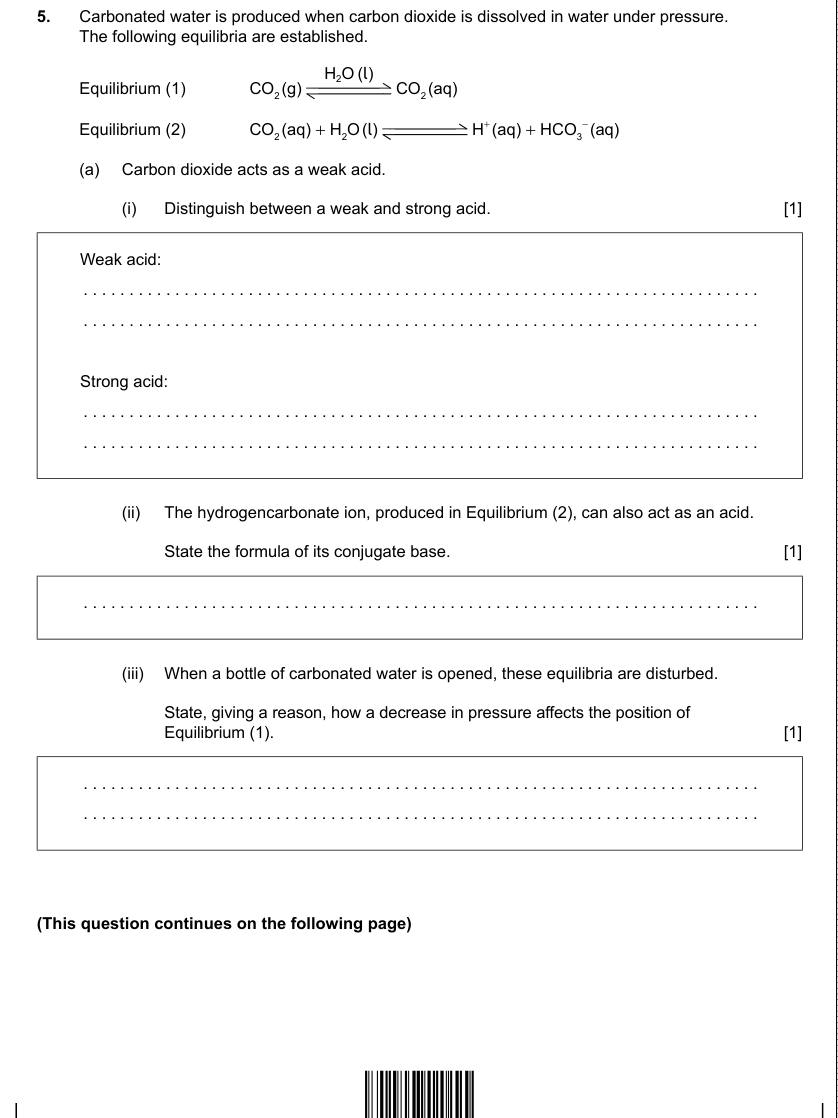 5. Carbonated water is produced when carbon dioxide is dissolved in water under pressure.
The following equilibria are established.
Equilibrium (1) CO₂(g) ⇌ CO₂(aq)
H₂O(l)
Equilibrium (2) CO₂(aq) + H₂O(l) ⇌ H⁺(aq) + HCO₃⁻(aq)
(a) Carbon dioxide acts as a weak acid.
(i) Distinguish between a weak and strong acid. [1]
Weak acid:
Strong acid:
(ii) The hydrogencarbonate ion, produced in Equilibrium (2), can also act as an acid.
State the formula of its conjugate base. [1]
(iii) When a bottle of carbonated water is opened, these equilibria are disturbed.
State, giving a reason, how a decrease in pressure affects the position of
Equilibrium (1). [1]
(This question continues on the following page)